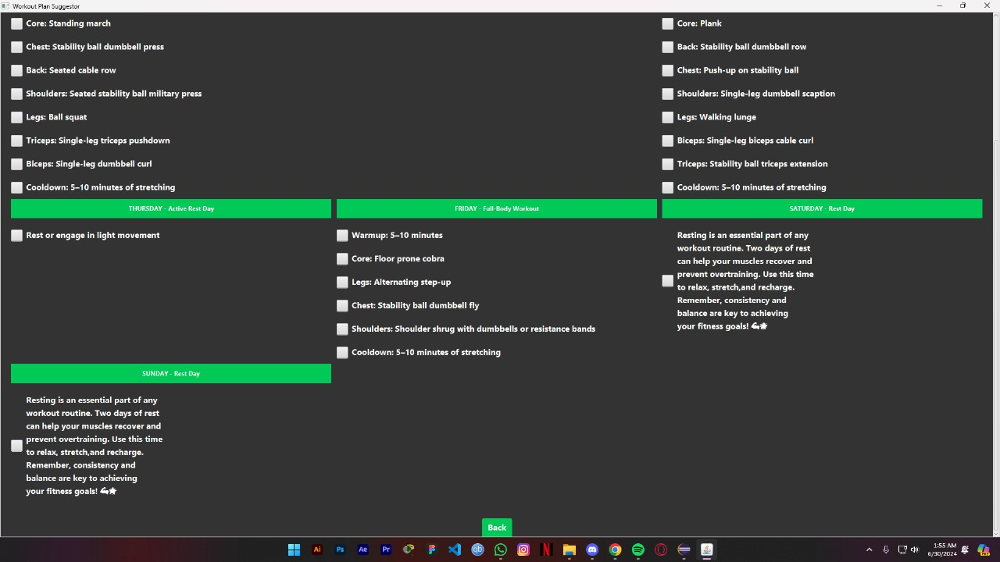 Workout Plan Suggestor
Core: Standing march
Chest: Stability ball dumbbell press
Back: Seated cable row
Shoulders: Seated stability ball military press
Legs: Ball squat
Triceps: Single-leg triceps pushdown
Biceps: Single-leg dumbbell curl
Cooldown: 5–10 minutes of stretching
Core: Plank
Back: Stability ball dumbbell row
Chest: Push-up on stability ball
Shoulders: Single-leg dumbbell scaption
Legs: Walking lunge
Biceps: Single-leg biceps cable curl
Triceps: Stability ball triceps extension
Cooldown: 5–10 minutes of stretching
THURSDAY - Active Rest Day
Rest or engage in light movement
FRIDAY - Full-Body Workout
Warmup: 5–10 minutes
Core: Floor prone cobra
Legs: Alternating step-up
Chest: Stability ball dumbbell fly
Shoulders: Shoulder shrug with dumbbells or resistance bands
Cooldown: 5–10 minutes of stretching
SATURDAY - Rest Day
Resting is an essential part of any
workout routine. Two days of rest
can help your muscles recover and
prevent overtraining. Use this time
to relax, stretch,and recharge.
Remember, consistency and
balance are key to achieving
your fitness goals! 💪🌟
SUNDAY - Rest Day
Resting is an essential part of any
workout routine. Two days of rest
can help your muscles recover and
prevent overtraining. Use this time
to relax, stretch,and recharge.
Remember, consistency and
balance are key to achieving
your fitness goals! 💪🌟
Back
Ai
Ps
Ae
Pr
qb
N
1:55 AM
6/30/2024